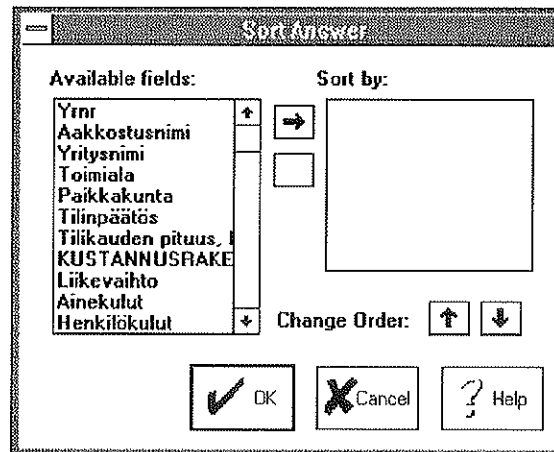 Sort Answer
Available fields:
Sort by:
Yrnr
Aakkostusnimi
Yritysnimi
Toimiala
Paikkakunta
Tilinpäätös
Tilikauden pituus,
KUSTANNUSRAKE
Liikevaihto
Ainekulut
Henkilökulut
Change Order:
OK
Cancel
? Help